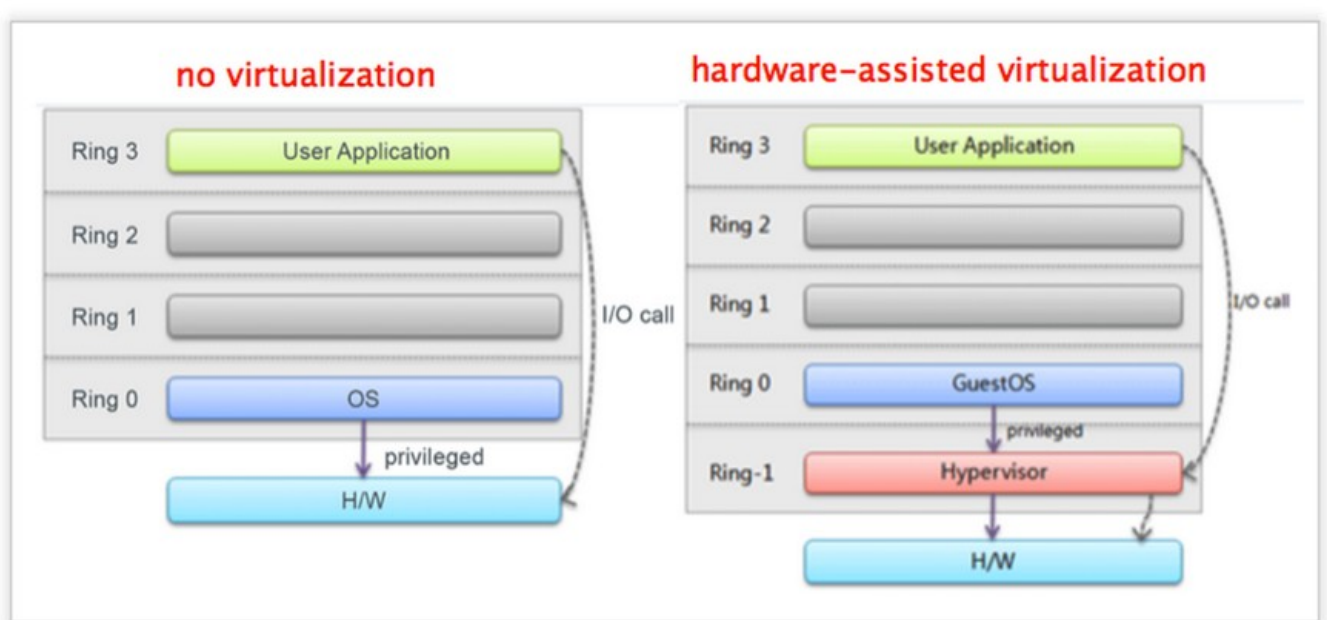 no virtualization
Ring 3
User Application
Ring 2
Ring 1
I/O call
Ring 0
OS
privileged
H/W
hardware-assisted virtualization
Ring 3
User Application
Ring 2
Ring 1
I/O call
Ring 0
GuestOS
privileged
Ring-1
Hypervisor
H/W